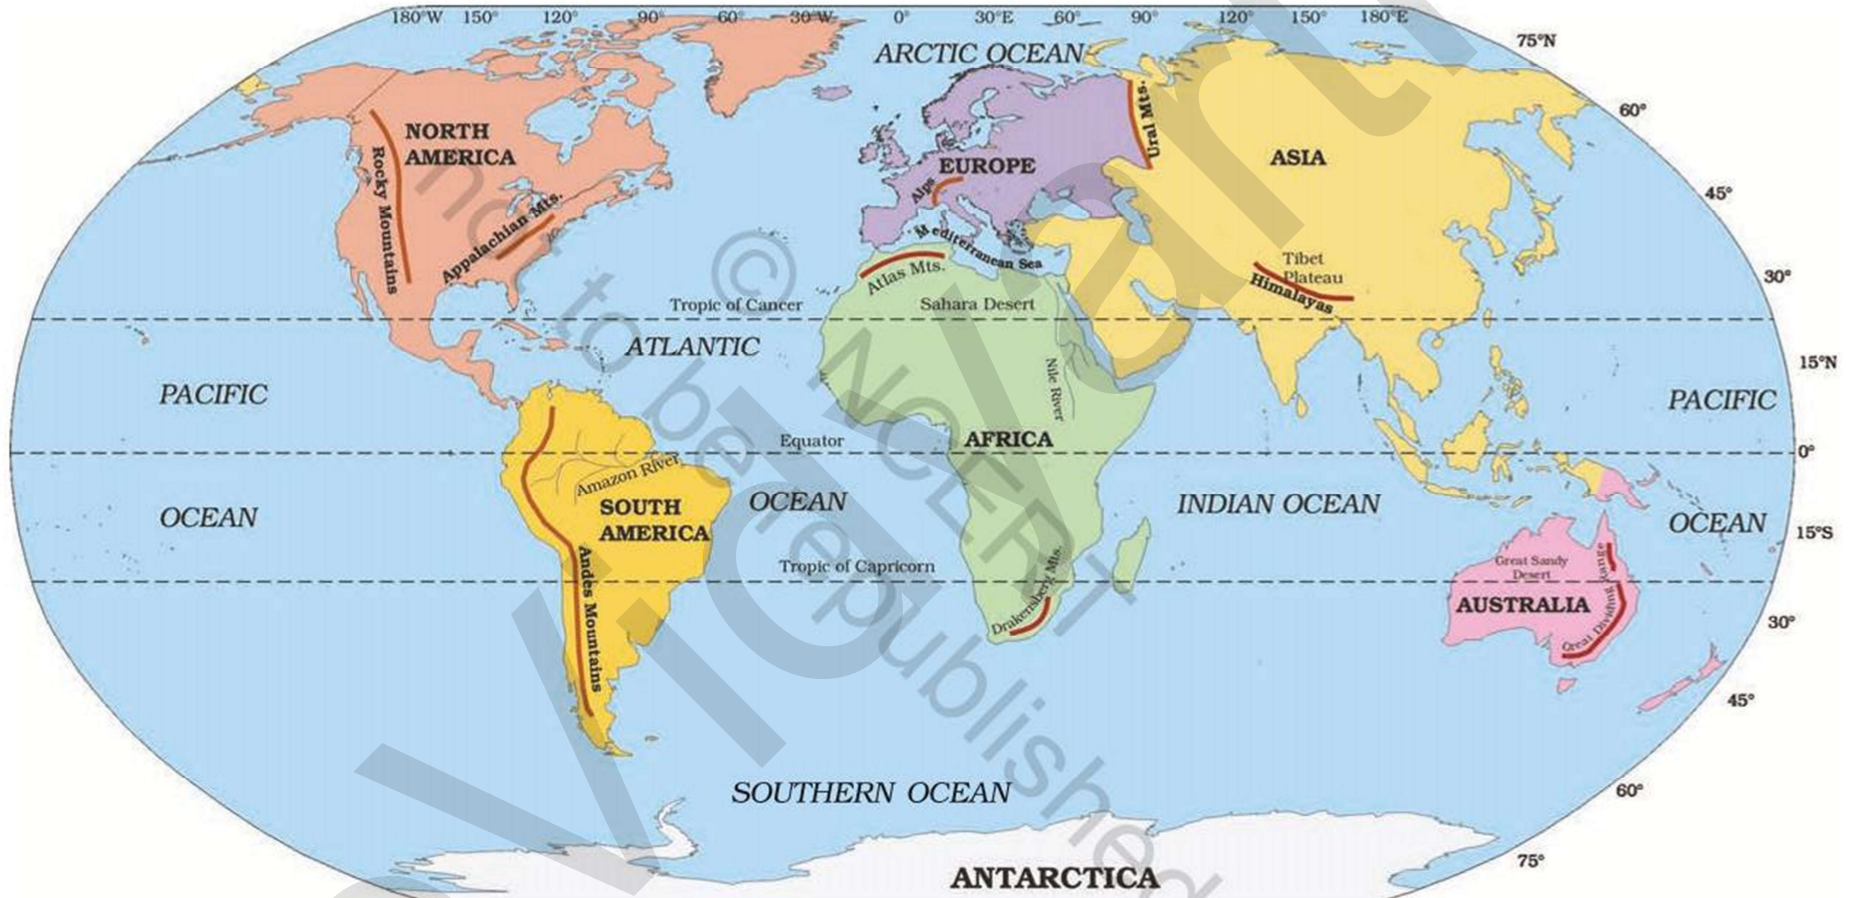 180°W 150° 120° 90° 60° 30°W 0° 30°E 60° 90° 120° 150° 180°E
75°N
ARCTIC OCEAN
60°
NORTH
AMERICA
Ural Mts.
EUROPE
ASIA
Rocky Mountains
Alps
45°
Appalachian Mts.
Mediterranean Sea
Atlas Mts.
Tibet
Plateau
Himalayas
30°
Tropic of Cancer
Sahara Desert
ATLANTIC
15°N
Nile River
PACIFIC
PACIFIC
Equator
AFRICA
0°
Amazon River
SOUTH
AMERICA
OCEAN
INDIAN OCEAN
OCEAN
OCEAN
15°S
Tropic of Capricorn
Great Sandy
Desert
Andes Mountains
Drakensberg Mts.
AUSTRALIA
Great Dividing Range
30°
45°
SOUTHERN OCEAN
60°
75°
ANTARCTICA
© NCERT
not to be republished